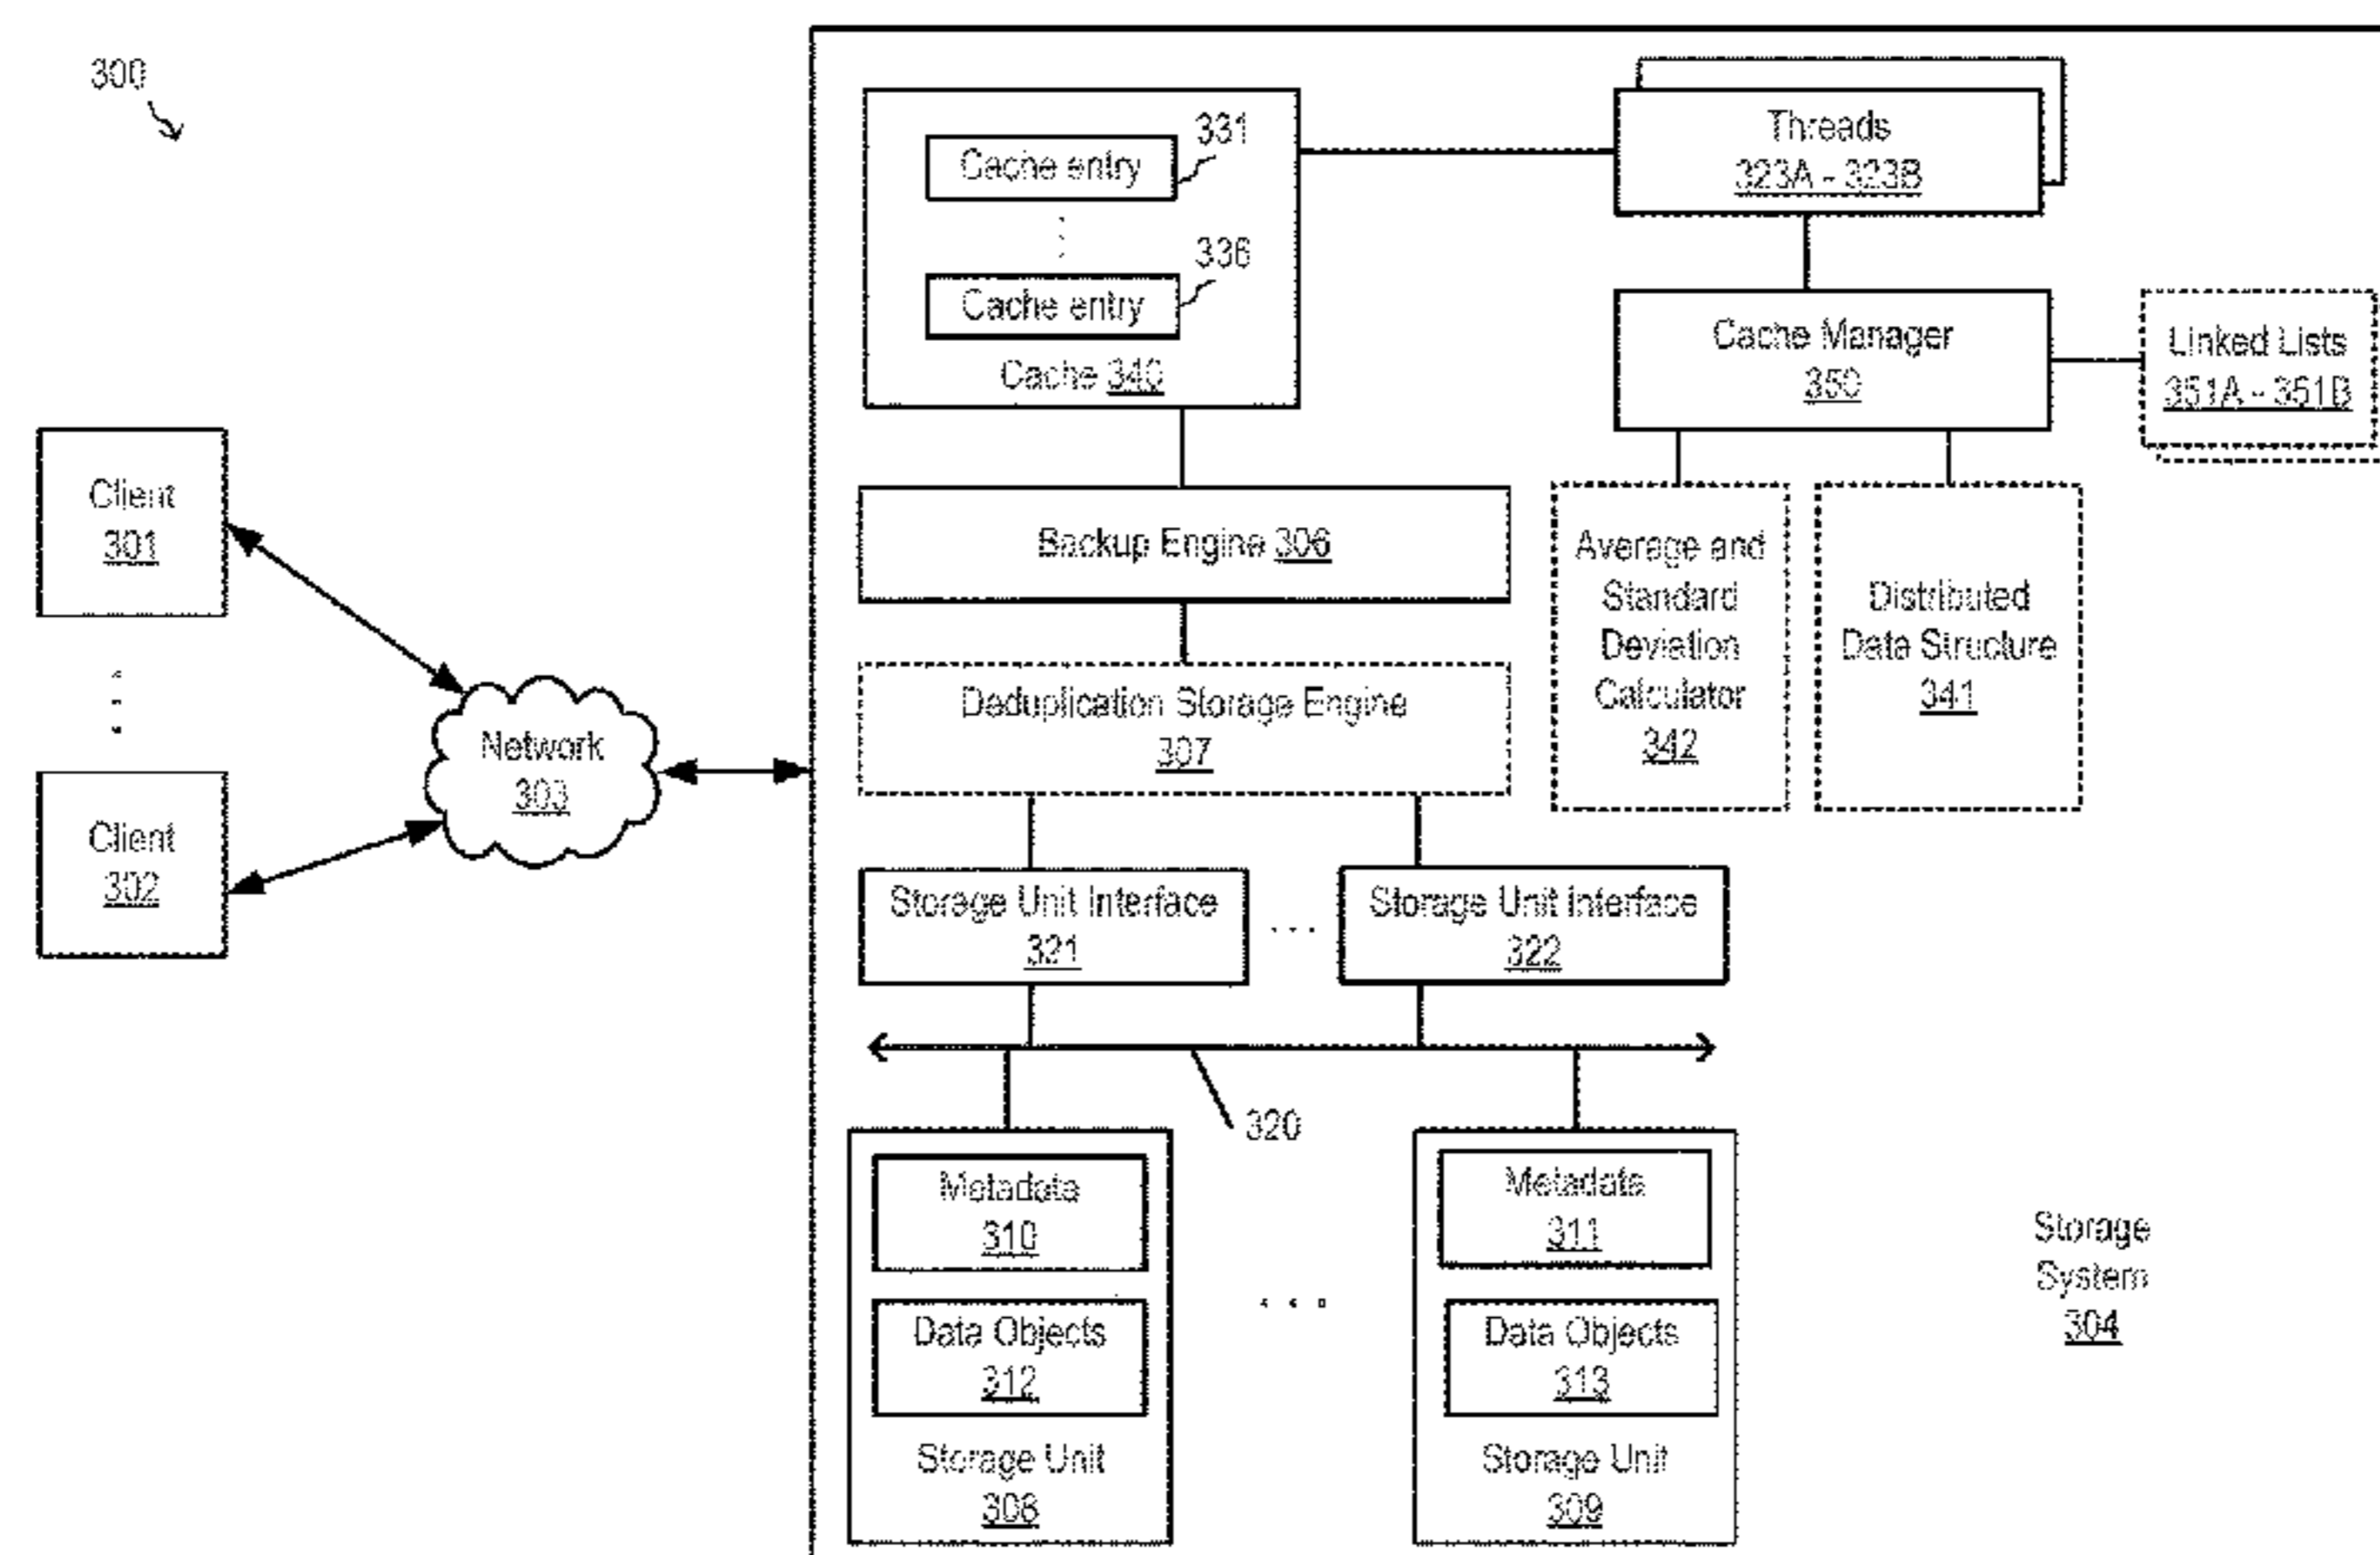 300
Client
301
Client
302
Network
303
Cache entry
331
Cache entry
336
Cache 340
Threads
323A - 323B
Cache Manager
350
Linked Lists
351A - 351B
Backup Engine 306
Average and
Standard
Deviation
Calculator
342
Distributed
Data Structure
341
Deduplication Storage Engine
307
Storage Unit Interface
321
...
Storage Unit Interface
322
320
Metadata
310
Data Objects
312
Storage Unit
308
Metadata
311
Data Objects
313
Storage Unit
309
Storage
System
304